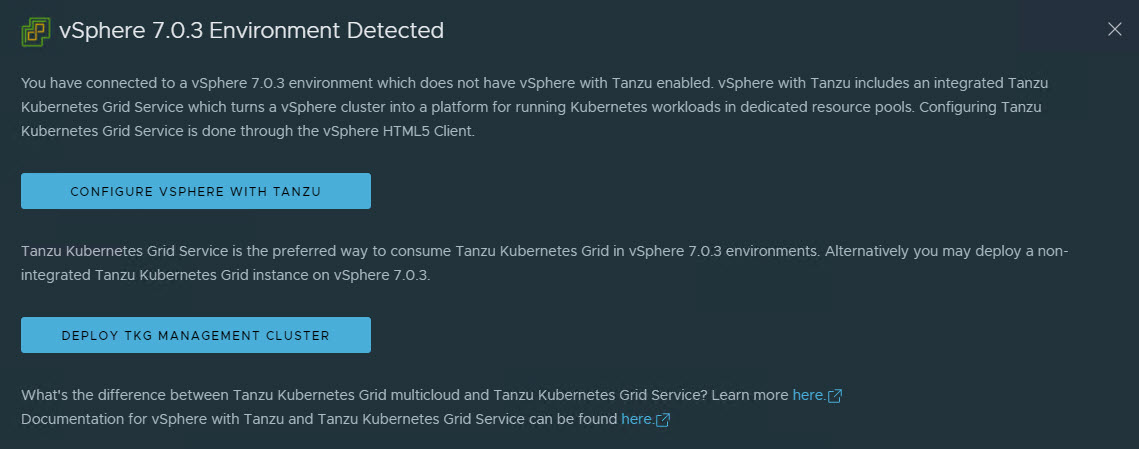 vSphere 7.0.3 Environment Detected
You have connected to a vSphere 7.0.3 environment which does not have vSphere with Tanzu enabled. vSphere with Tanzu includes an integrated Tanzu
Kubernetes Grid Service which turns a vSphere cluster into a platform for running Kubernetes workloads in dedicated resource pools. Configuring Tanzu
Kubernetes Grid Service is done through the vSphere HTML5 Client.
CONFIGURE VSPHERE WITH TANZU
Tanzu Kubernetes Grid Service is the preferred way to consume Tanzu Kubernetes Grid in vSphere 7.0.3 environments. Alternatively you may deploy a non-
integrated Tanzu Kubernetes Grid instance on vSphere 7.0.3.
DEPLOY TKG MANAGEMENT CLUSTER
What's the difference between Tanzu Kubernetes Grid multicloud and Tanzu Kubernetes Grid Service? Learn more here.
Documentation for vSphere with Tanzu and Tanzu Kubernetes Grid Service can be found here.